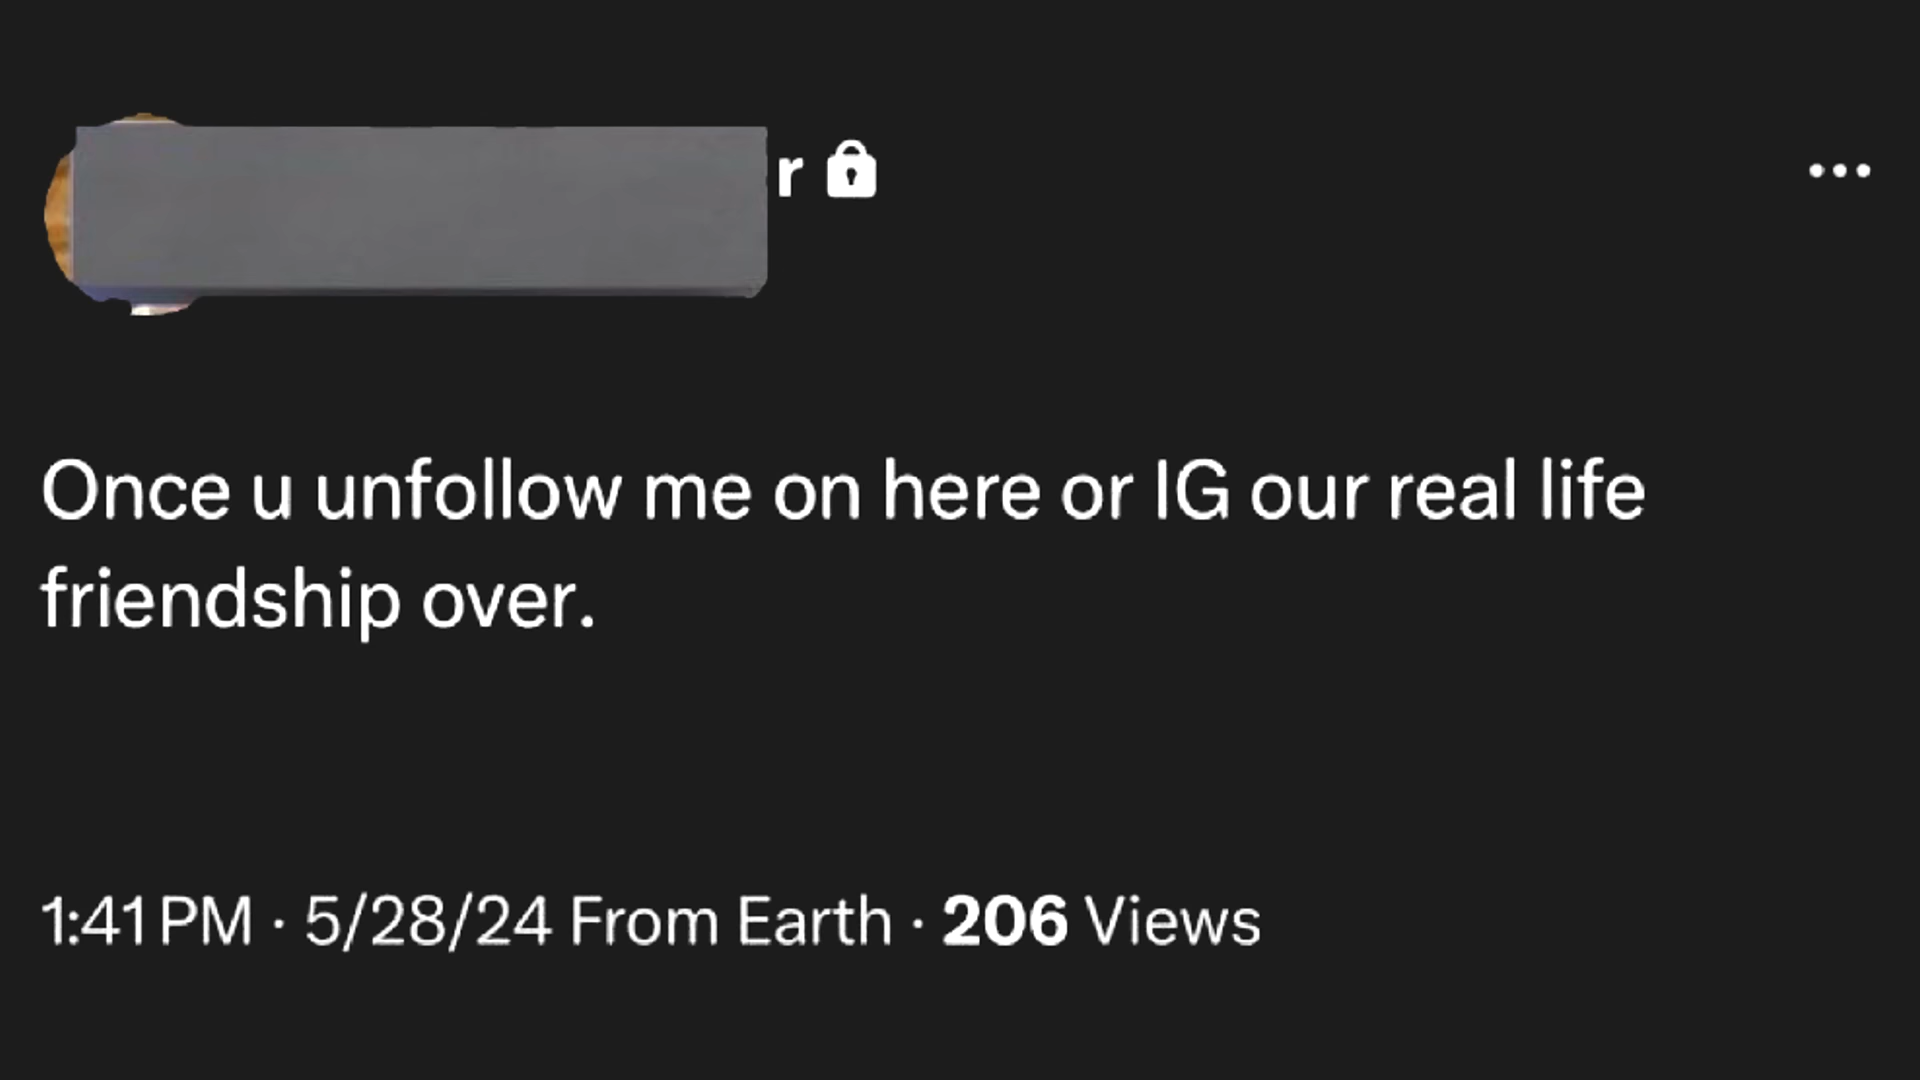 r
Once u unfollow me on here or IG our real life
friendship over.
1:41 PM · 5/28/24 From Earth · 206 Views